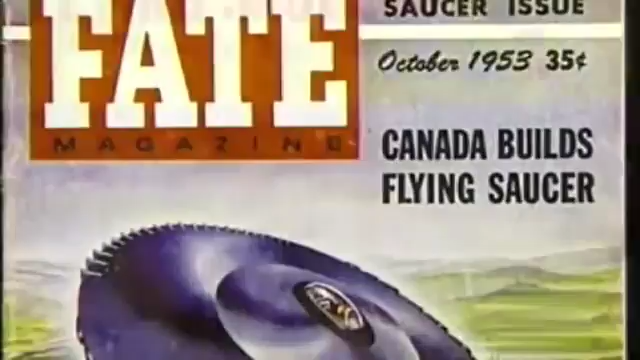 SAUCER ISSUE
FATE
MAGAZINE
October 1953 35¢
CANADA BUILDS
FLYING SAUCER